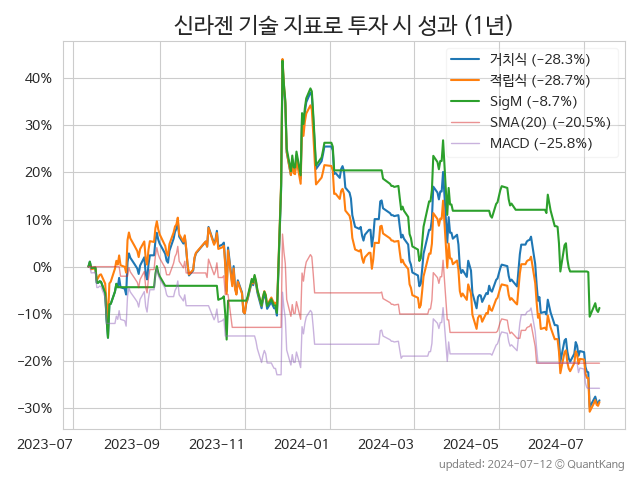 신라젠 기술 지표로 투자 시 성과 (1년)
거치식 (−28.3%)
적립식 (−28.7%)
SigM (−8.7%)
SMA(20) (−20.5%)
MACD (−25.8%)
40%
30%
20%
10%
0%
−10%
−20%
−30%
2023-07 2023-09 2023-11 2024-01 2024-03 2024-05 2024-07
updated: 2024-07-12 © QuantKang